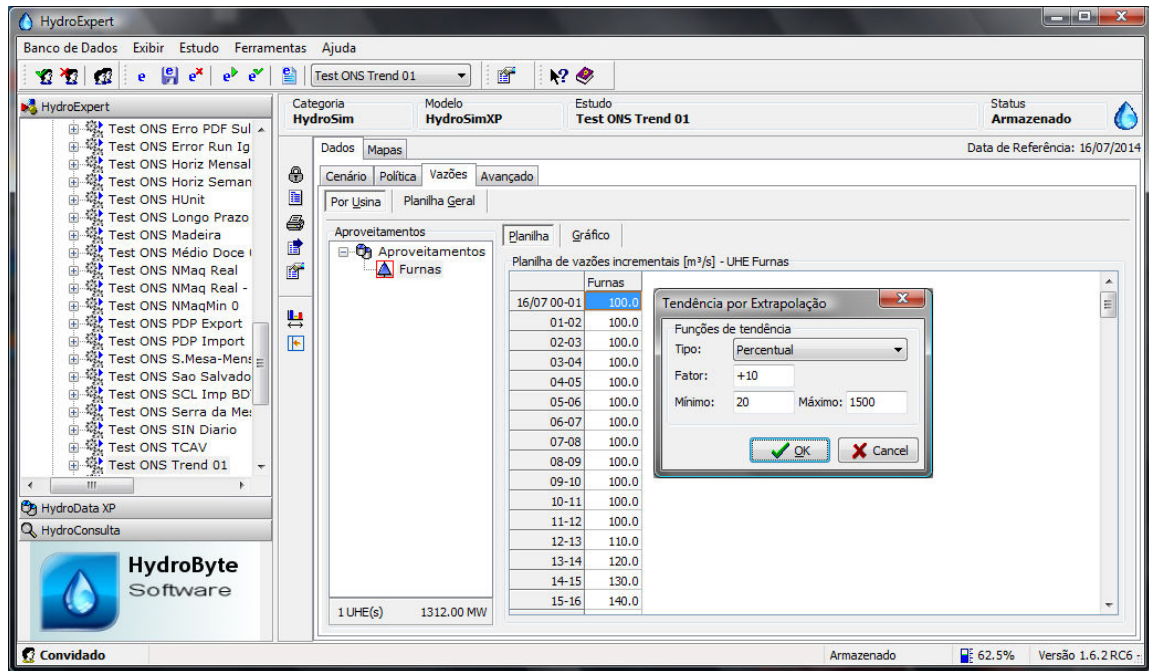 HydroExpert
Banco de Dados Exibir Estudo Ferramentas Ajuda
Test ONS Trend 01
HydroExpert
Test ONS Erro PDF Sul
Test ONS Error Run Ig
Test ONS Horiz Mensal
Test ONS Horiz Seman
Test ONS HUnit
Test ONS Longo Prazo
Test ONS Madeira
Test ONS Médio Doce
Test ONS NMaq Real
Test ONS NMaq Real -
Test ONS NMaqMin 0
Test ONS PDP Export
Test ONS PDP Import
Test ONS S.Mesa-Mens
Test ONS Sao Salvado
Test ONS SCL Imp BD
Test ONS Serra da Me
Test ONS SIN Diario
Test ONS TCAV
Test ONS Trend 01
HydroData XP
HydroConsulta
HydroByte
Software
Categoria Modelo Estudo Status
HydroSim HydroSimXP Test ONS Trend 01 Armazenado
Dados Mapas Data de Referência: 16/07/2014
Cenário Política Vazões Avançado
Por Usina Planilha Geral
Aproveitamentos
Aproveitamentos
Furnas
1 UHE(s) 1312.00 MW
Planilha Gráfico
Planilha de vazões incrementais [m³/s] - UHE Furnas
Furnas
16/07 00-01 100.0
01-02 100.0
02-03 100.0
03-04 100.0
04-05 100.0
05-06 100.0
06-07 100.0
07-08 100.0
08-09 100.0
09-10 100.0
10-11 100.0
11-12 100.0
12-13 110.0
13-14 120.0
14-15 130.0
15-16 140.0
Tendência por Extrapolação
Funções de tendência
Tipo: Percentual
Fator: +10
Mínimo: 20 Máximo: 1500
OK Cancel
Convidado Armazenado 62.5% Versão 1.6.2 RC6 -